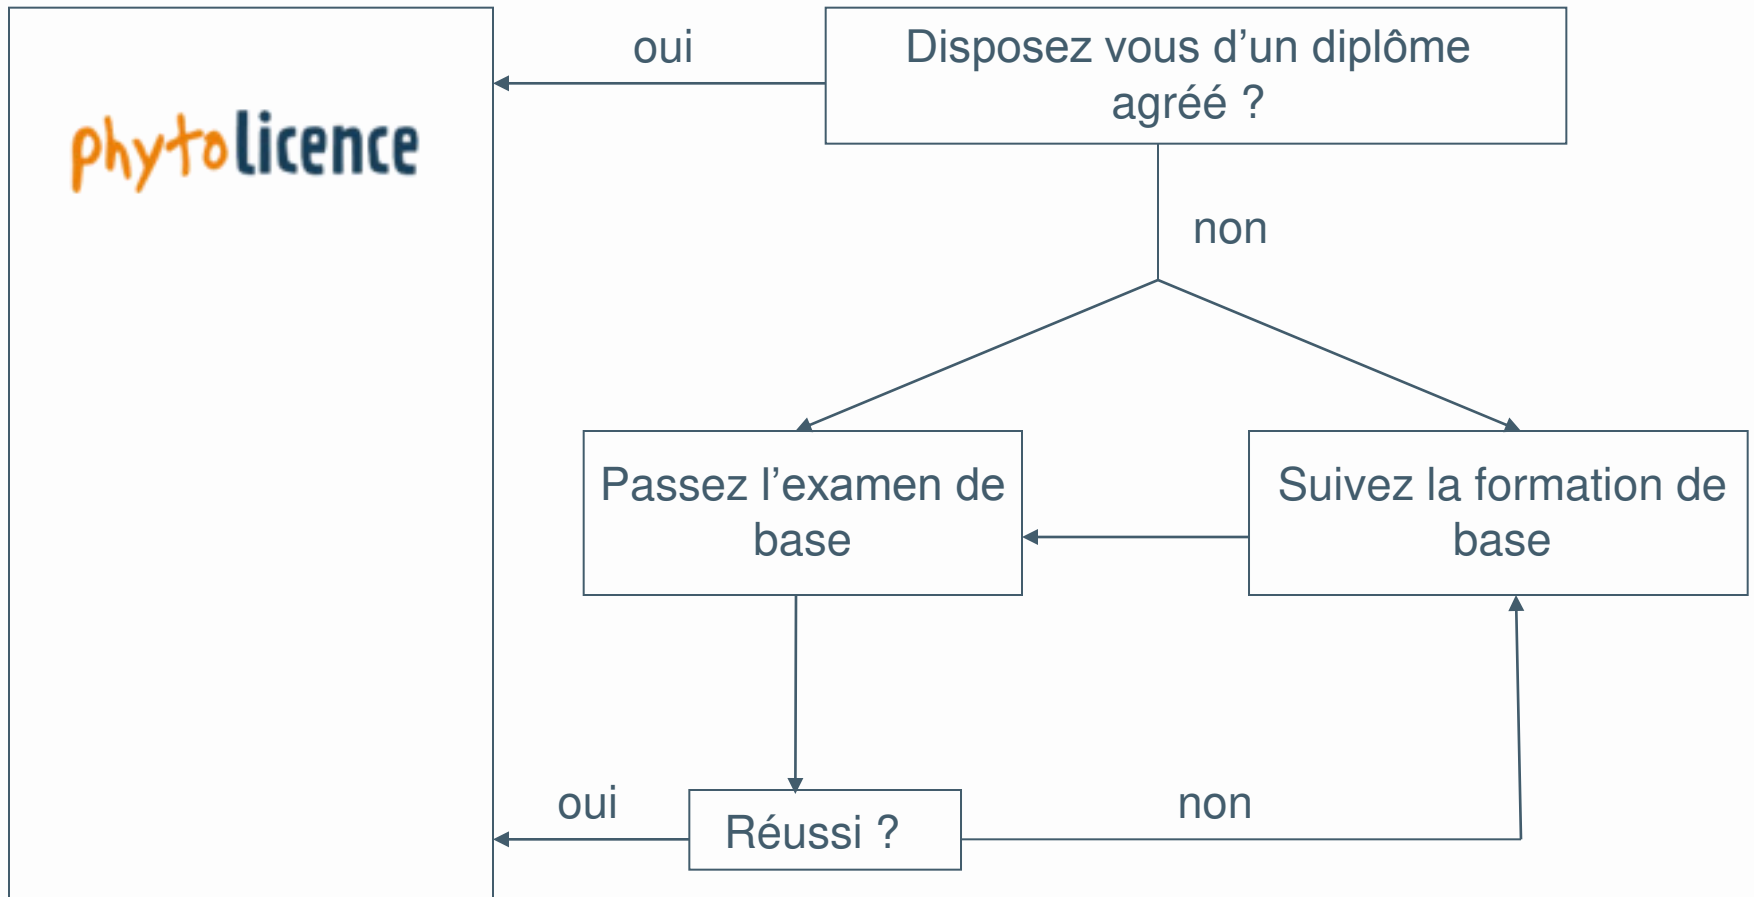 phytolicence
oui
Disposez vous d’un diplôme
agréé ?
non
Passez l’examen de
base
Suivez la formation de
base
oui
Réussi ?
non